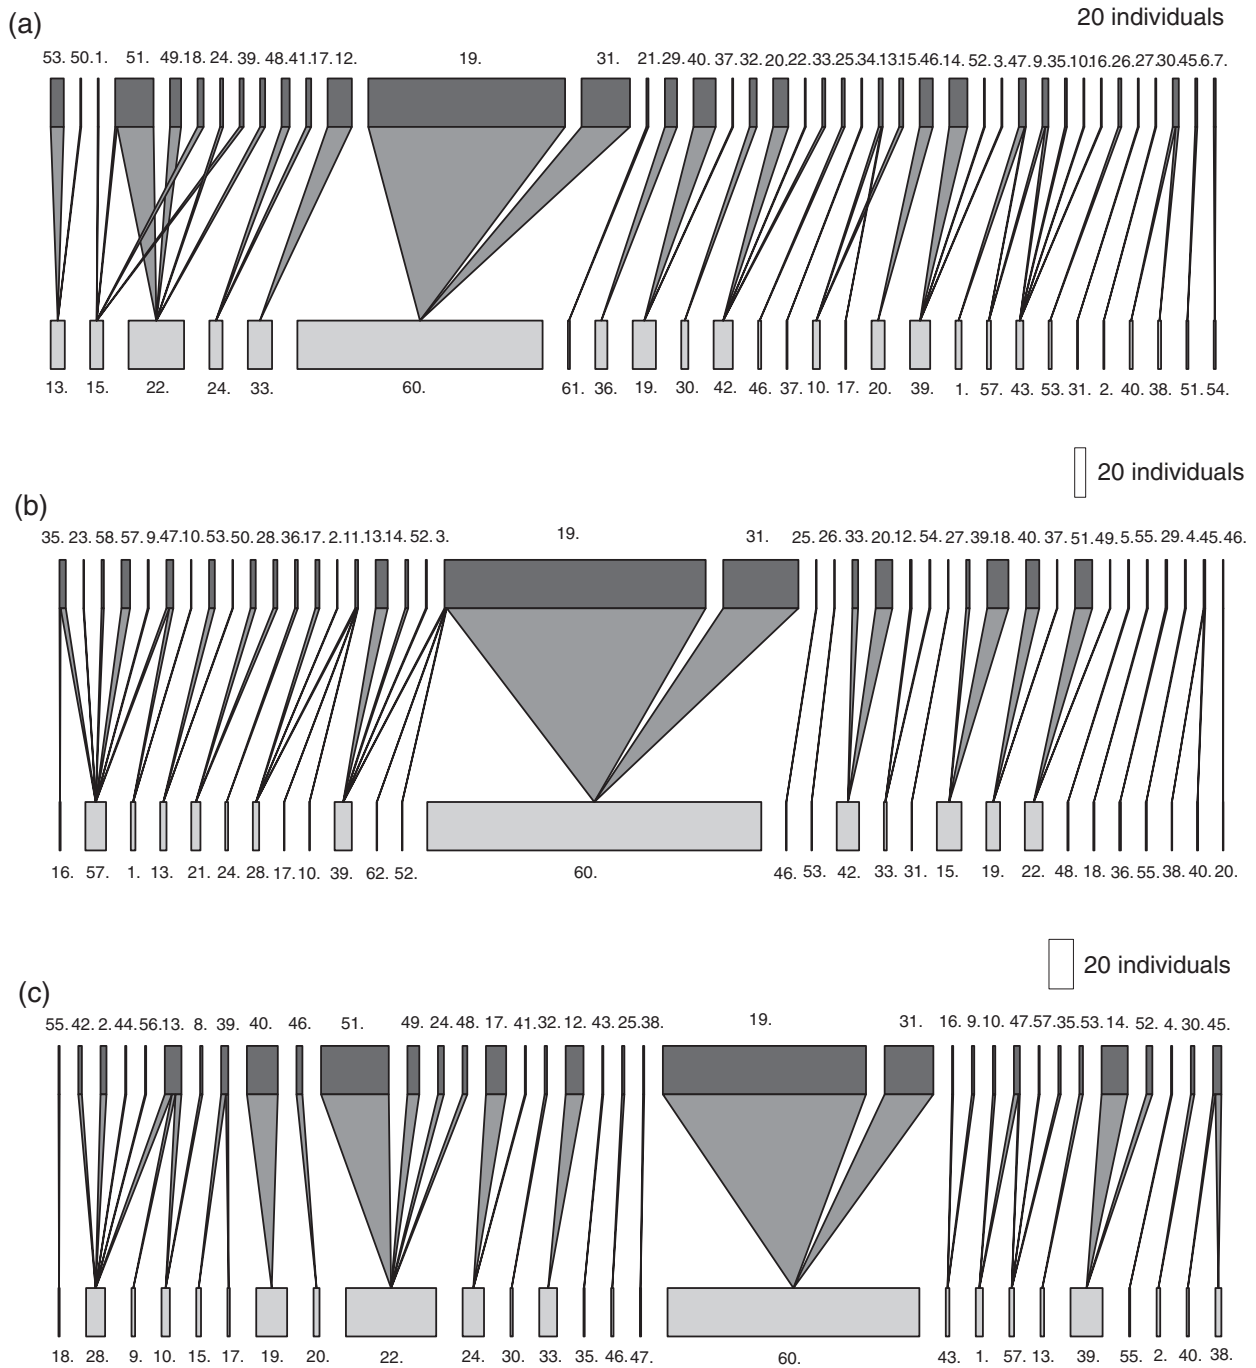 (a)
20 individuals
53. 50. 1. 51. 49. 18. 24. 39. 48. 41. 17. 12. 19. 31. 21. 29. 40. 37. 32. 20. 22. 33. 25. 34. 13. 15. 46. 14. 52. 3. 47. 9. 35. 10. 16. 26. 27. 30. 45. 6. 7.
13. 15. 22. 24. 33. 60. 61. 36. 19. 30. 42. 46. 37. 10. 17. 20. 39. 1. 57. 43. 53. 31. 2. 40. 38. 51. 54.
20 individuals
(b)
35. 23. 58. 57. 9. 47. 10. 53. 50. 28. 36. 17. 2. 11. 13. 14. 52. 3. 19. 31. 25. 26. 33. 20. 12. 54. 27. 39. 18. 40. 37. 51. 49. 5. 55. 29. 4. 45. 46.
16. 57. 1. 13. 21. 24. 28. 17. 10. 39. 62. 52. 60. 46. 53. 42. 33. 31. 15. 19. 22. 48. 18. 36. 55. 38. 40. 20.
20 individuals
(c)
55. 42. 2. 44. 56. 13. 8. 39. 40. 46. 51. 49. 24. 48. 17. 41. 32. 12. 43. 25. 38. 19. 31. 16. 9. 10. 47. 57. 35. 53. 14. 52. 4. 30. 45.
18. 28. 9. 10. 15. 17. 19. 20. 22. 24. 30. 33. 35. 46. 47. 60. 43. 1. 57. 13. 39. 55. 2. 40. 38.